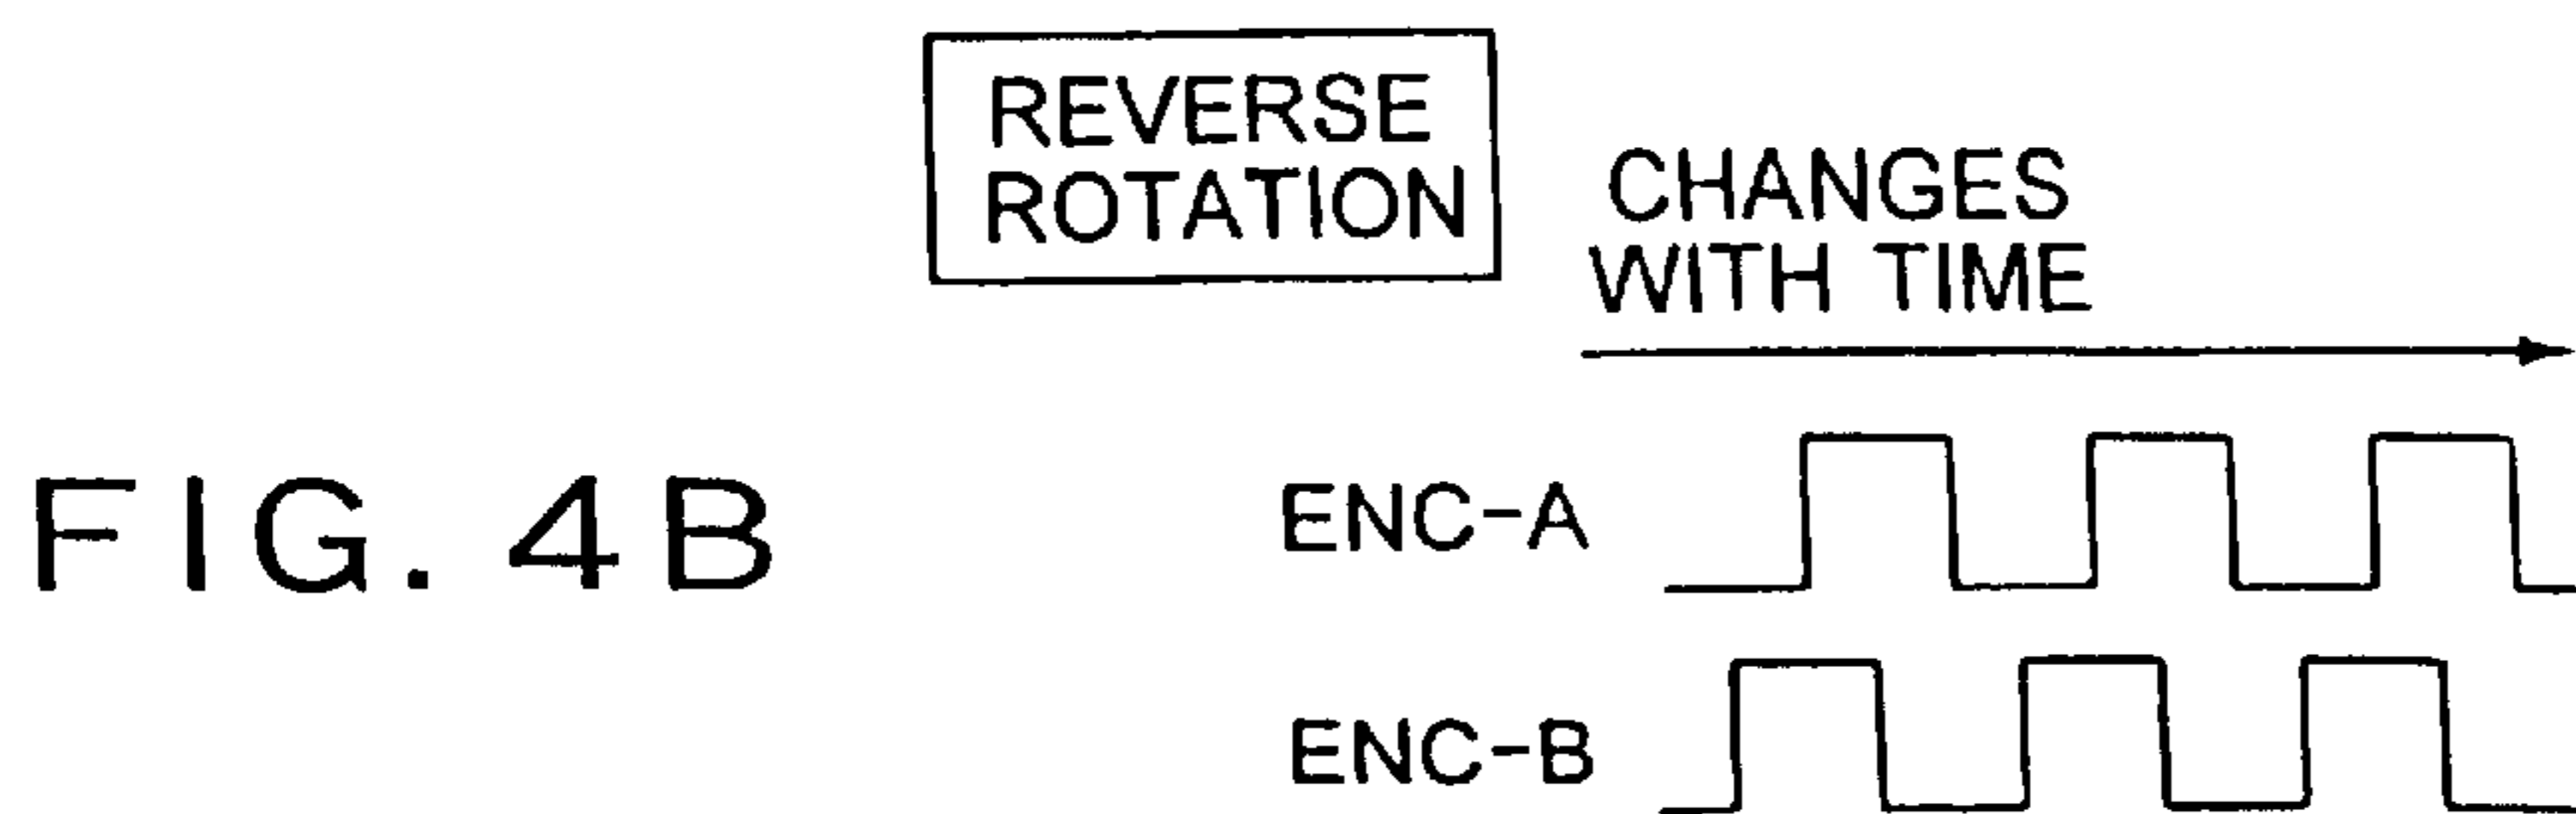 REVERSE
ROTATION
CHANGES
WITH TIME
FIG. 4B
ENC-A
ENC-B